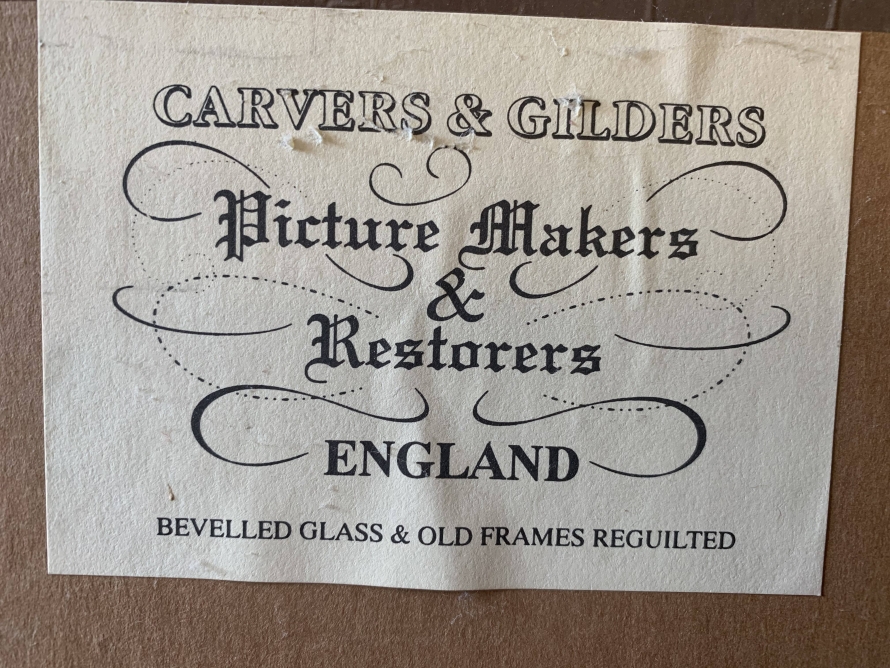 CARVERS & GILDERS
Picture Makers
&
Restorers
ENGLAND
BEVELLED GLASS & OLD FRAMES REGUILTED